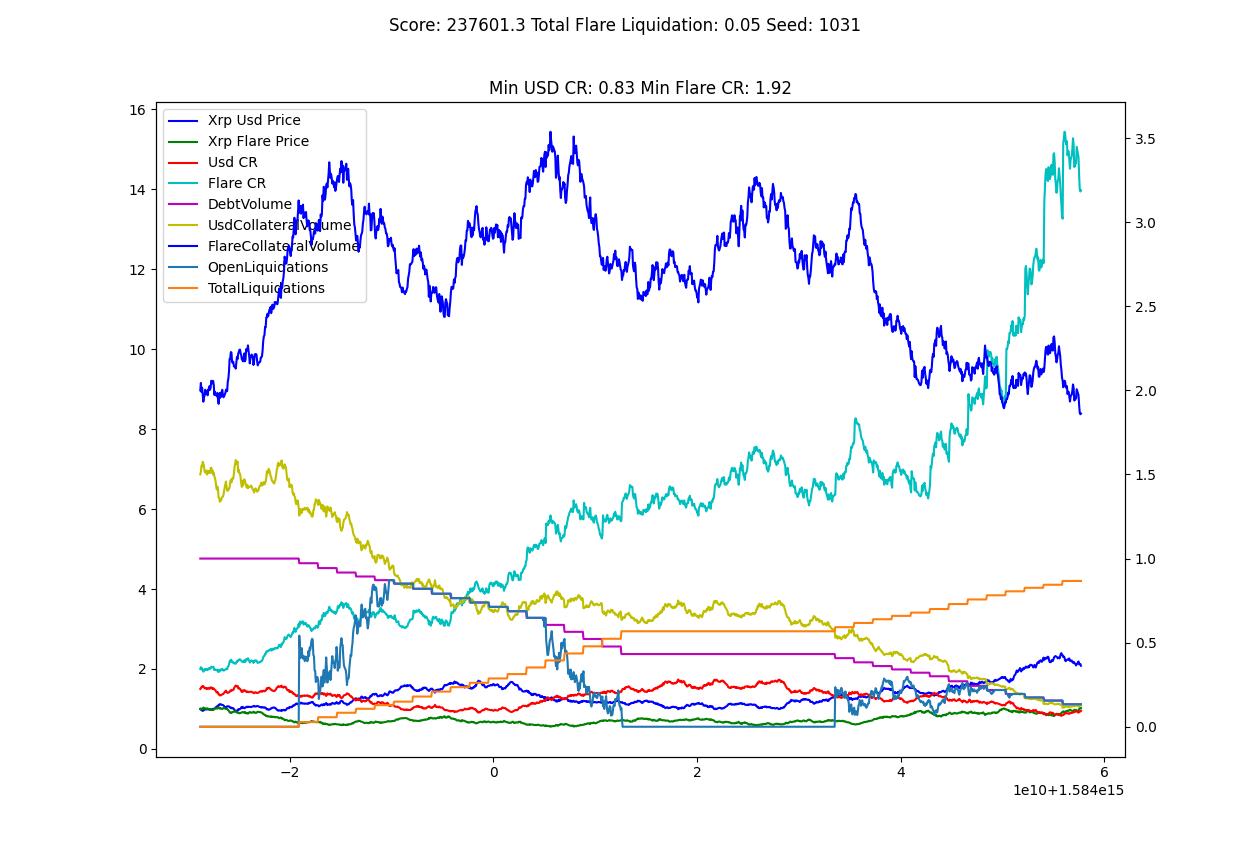 Score: 237601.3 Total Flare Liquidation: 0.05 Seed: 1031
Min USD CR: 0.83 Min Flare CR: 1.92
Xrp Usd Price
Xrp Flare Price
Usd CR
Flare CR
DebtVolume
UsdCollateralVolume
FlareCollateralVolume
OpenLiquidations
TotalLiquidations
16
14
12
10
8
6
4
2
0
3.5
3.0
2.5
2.0
1.5
1.0
0.5
0.0
−2 0 2 4 6
1e10+1.584e15